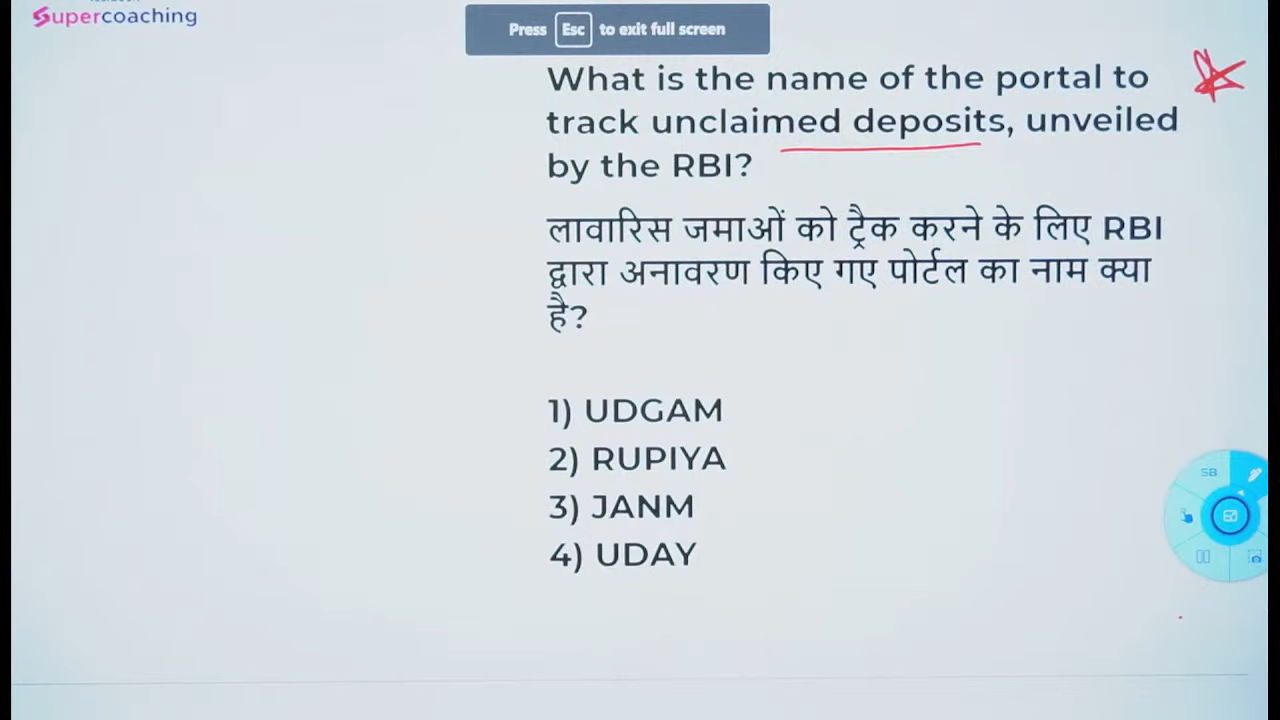 Supercoaching
Press Esc to exit full screen
What is the name of the portal to
track unclaimed deposits, unveiled
by the RBI?
लावारिस जमाओं को ट्रैक करने के लिए RBI
द्वारा अनावरण किए गए पोर्टल का नाम क्या
है?
1) UDGAM
2) RUPIYA
3) JANM
4) UDAY
SB